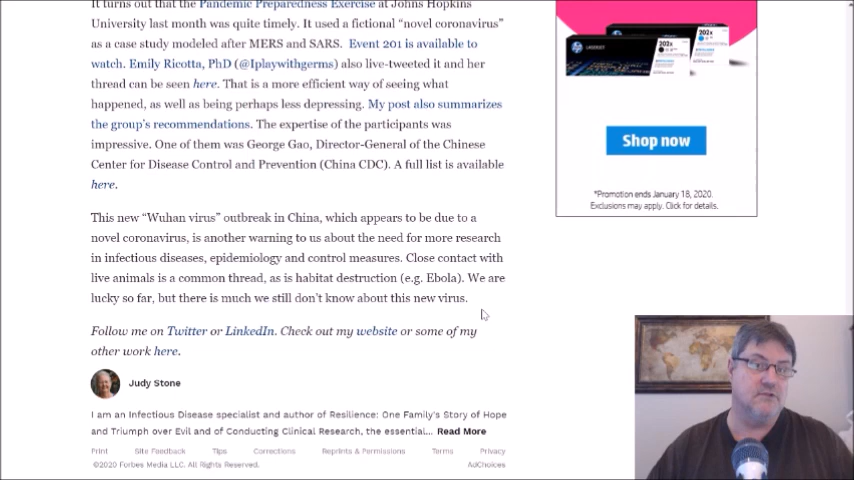 It turns out that the Pandemic Preparedness Exercise at Johns Hopkins
University last month was quite timely. It used a fictional “novel coronavirus”
as a case study modeled after MERS and SARS. Event 201 is available to
watch. Emily Ricotta, PhD (@Iplaywithgerms) also live-tweeted it and her
thread can be seen here. That is a more efficient way of seeing what
happened, as well as being perhaps less depressing. My post also summarizes
the group’s recommendations. The expertise of the participants was
impressive. One of them was George Gao, Director-General of the Chinese
Center for Disease Control and Prevention (China CDC). A full list is available
here.
This new “Wuhan virus” outbreak in China, which appears to be due to a
novel coronavirus, is another warning to us about the need for more research
in infectious diseases, epidemiology and control measures. Close contact with
live animals is a common thread, as is habitat destruction (e.g. Ebola). We are
lucky so far, but there is much we still don’t know about this new virus.
Follow me on Twitter or LinkedIn. Check out my website or some of my
other work here.
Judy Stone
I am an Infectious Disease specialist and author of Resilience: One Family's Story of Hope
and Triumph over Evil and of Conducting Clinical Research, the essential... Read More
Print Site Feedback Tips Corrections Reprints & Permissions Terms Privacy
©2020 Forbes Media LLC. All Rights Reserved. AdChoices
202x
202x
Shop now
*Promotion ends January 18, 2020.
Exclusions may apply. Click for details.